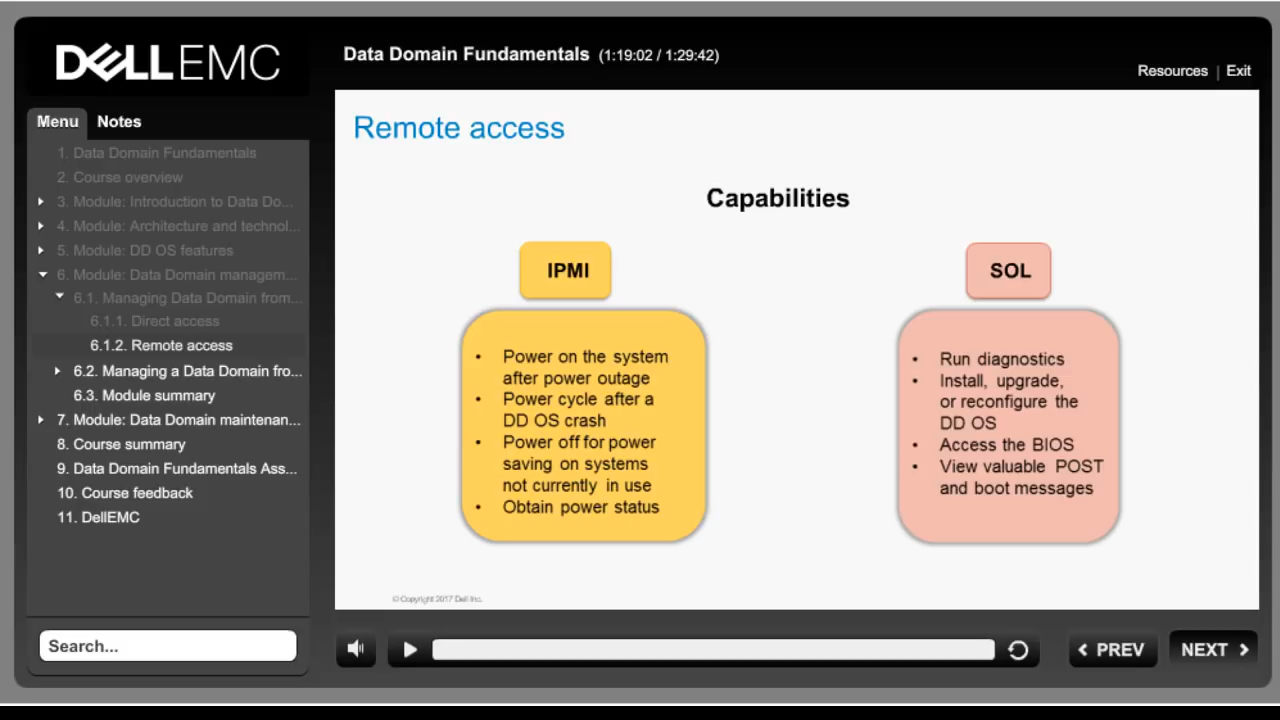 DELLEMC
Data Domain Fundamentals (1:19:02 / 1:29:42)
Resources | Exit
Menu Notes
1. Data Domain Fundamentals
2. Course overview
3. Module: Introduction to Data Do...
4. Module: Architecture and technol...
5. Module: DD OS features
6. Module: Data Domain managem...
6.1. Managing Data Domain from...
6.1.1. Direct access
6.1.2. Remote access
6.2. Managing a Data Domain fro...
6.3. Module summary
7. Module: Data Domain maintenan...
8. Course summary
9. Data Domain Fundamentals Ass...
10. Course feedback
11. DellEMC
Search...
Remote access
Capabilities
IPMI
• Power on the system
after power outage
• Power cycle after a
DD OS crash
• Power off for power
saving on systems
not currently in use
• Obtain power status
SOL
• Run diagnostics
• Install, upgrade,
or reconfigure the
DD OS
• Access the BIOS
• View valuable POST
and boot messages
© Copyright 2017 Dell Inc.
PREV
NEXT